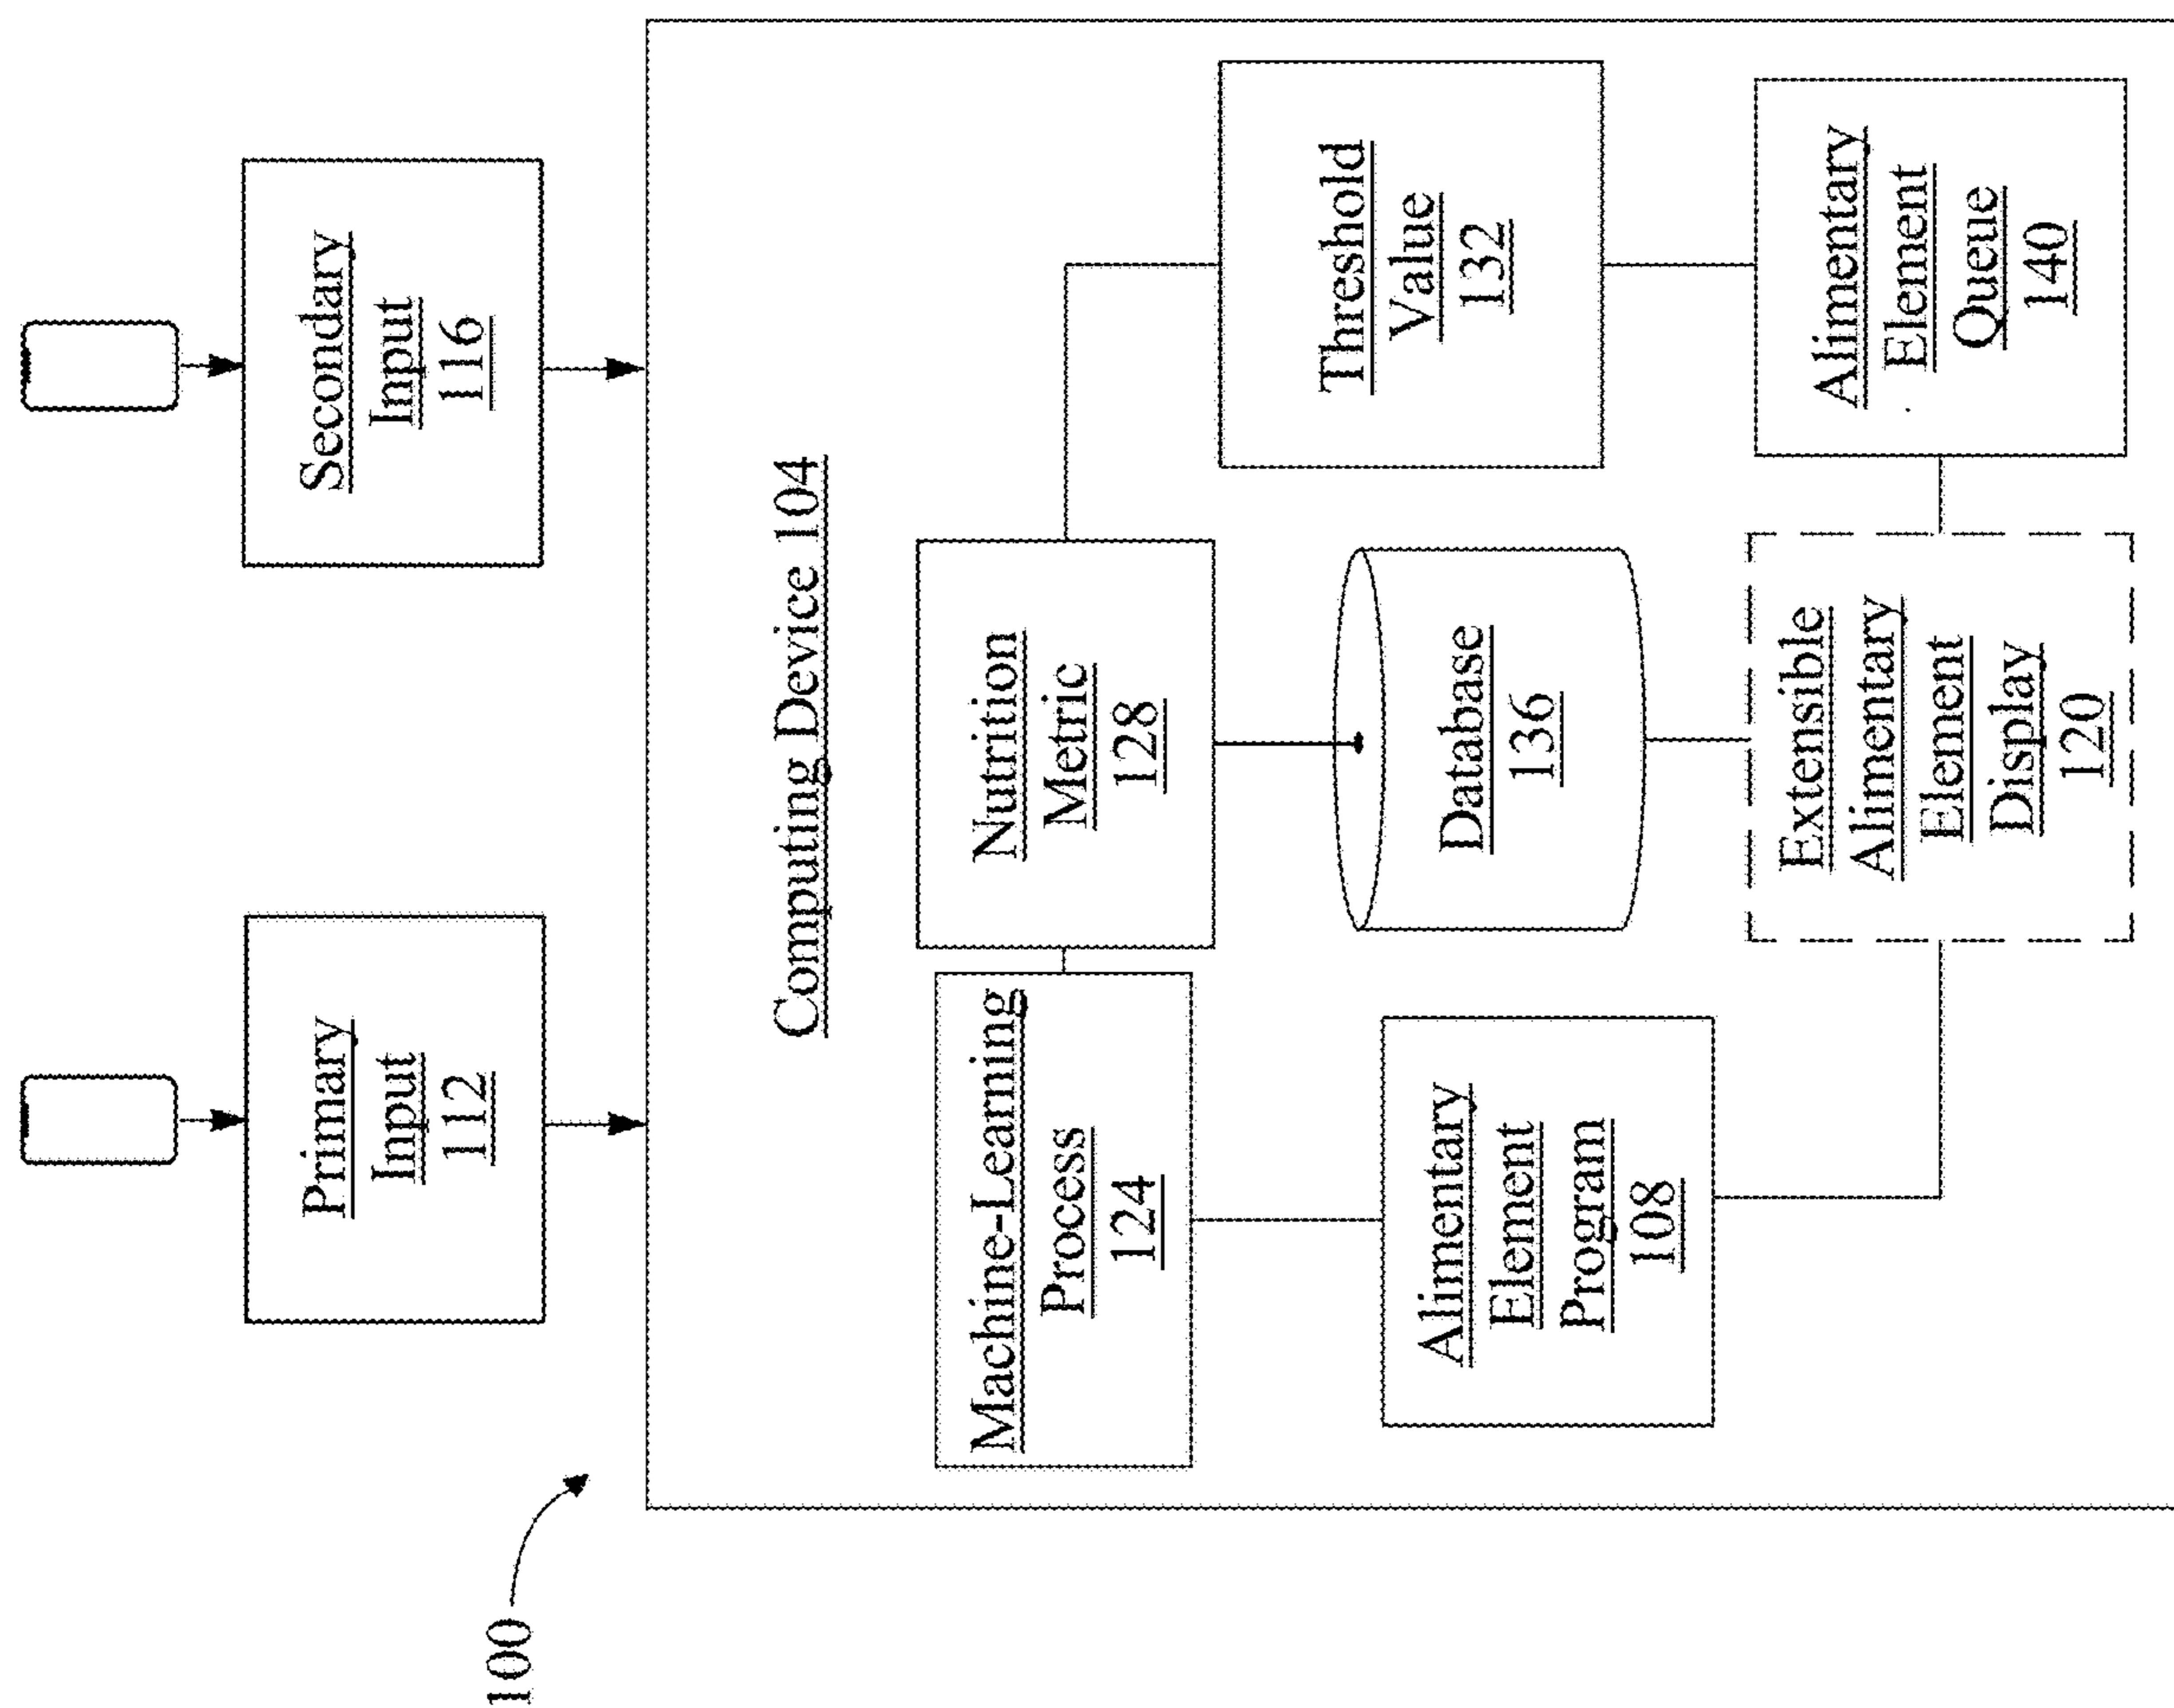 100
Primary
Input
112
Secondary
Input
116
Computing Device 104
Machine-Learning
Process
124
Nutrition
Metric
128
Threshold
Value
132
Alimentary
Element
Program
108
Database
136
Extensible
Alimentary
Element
Display
120
Alimentary
Element
Queue
140